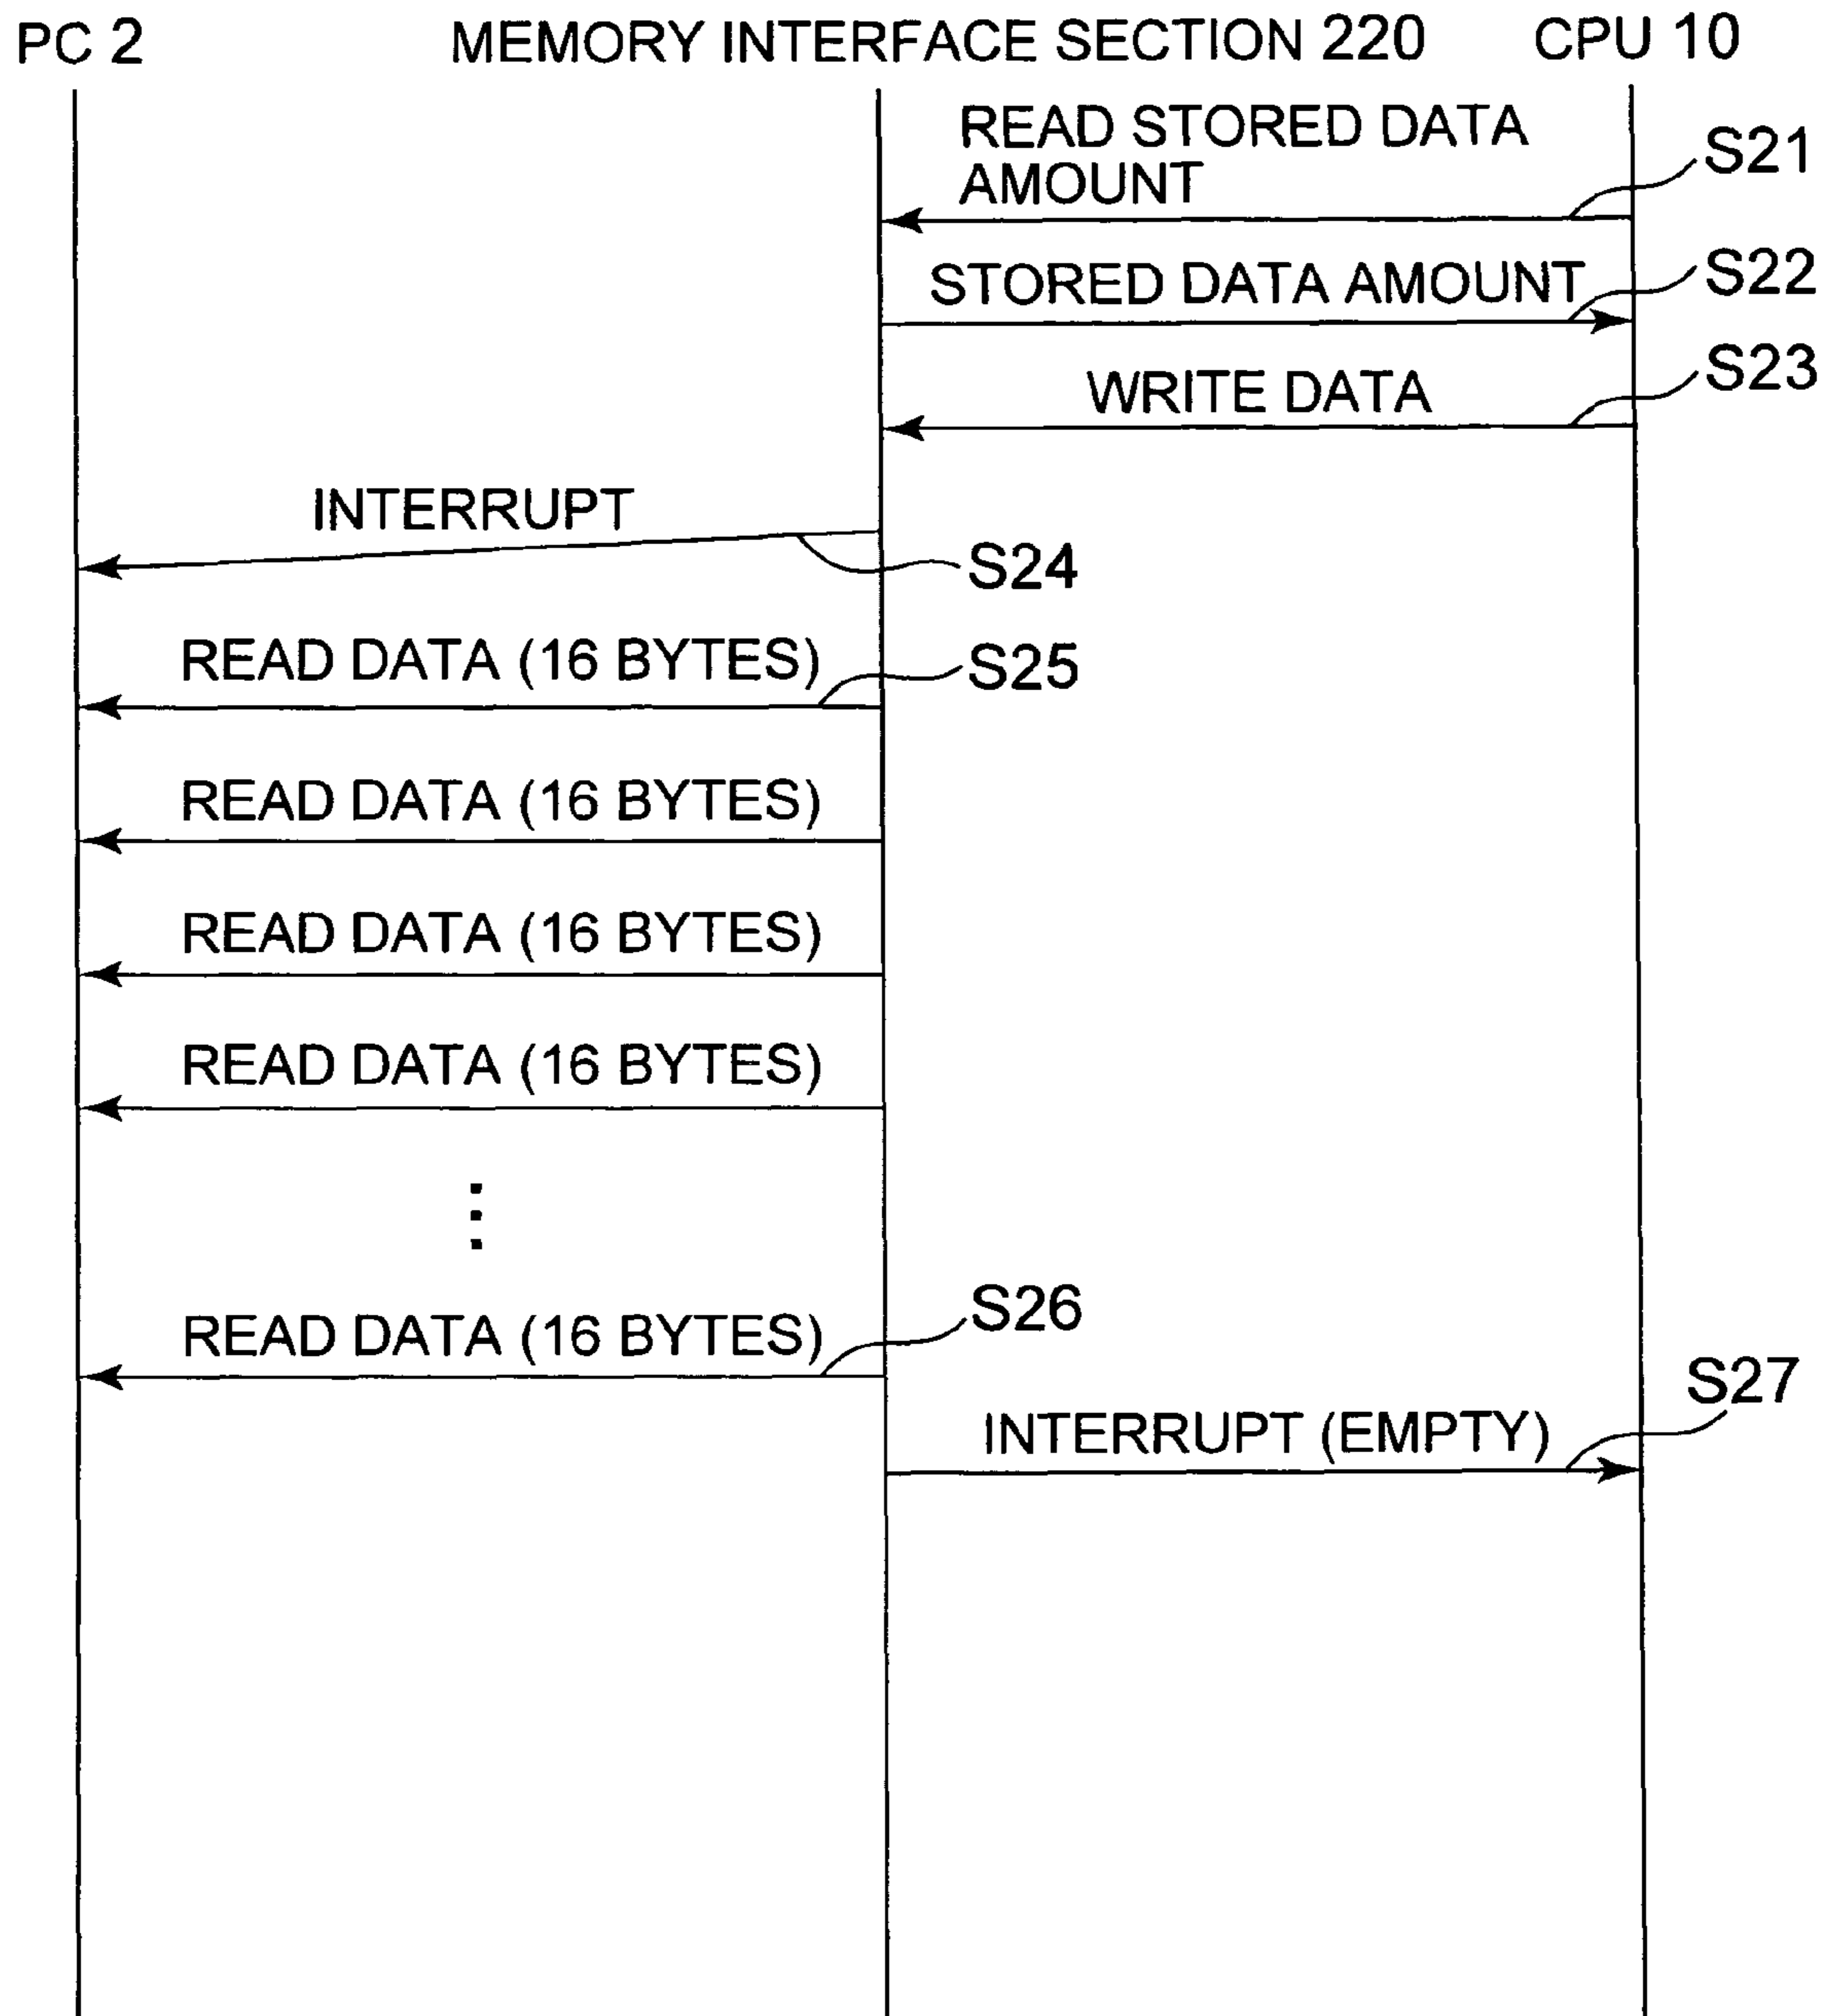 PC 2
MEMORY INTERFACE SECTION 220
CPU 10
READ STORED DATA
AMOUNT
S21
STORED DATA AMOUNT
S22
WRITE DATA
S23
INTERRUPT
S24
READ DATA (16 BYTES)
S25
READ DATA (16 BYTES)
READ DATA (16 BYTES)
READ DATA (16 BYTES)
READ DATA (16 BYTES)
S26
INTERRUPT (EMPTY)
S27